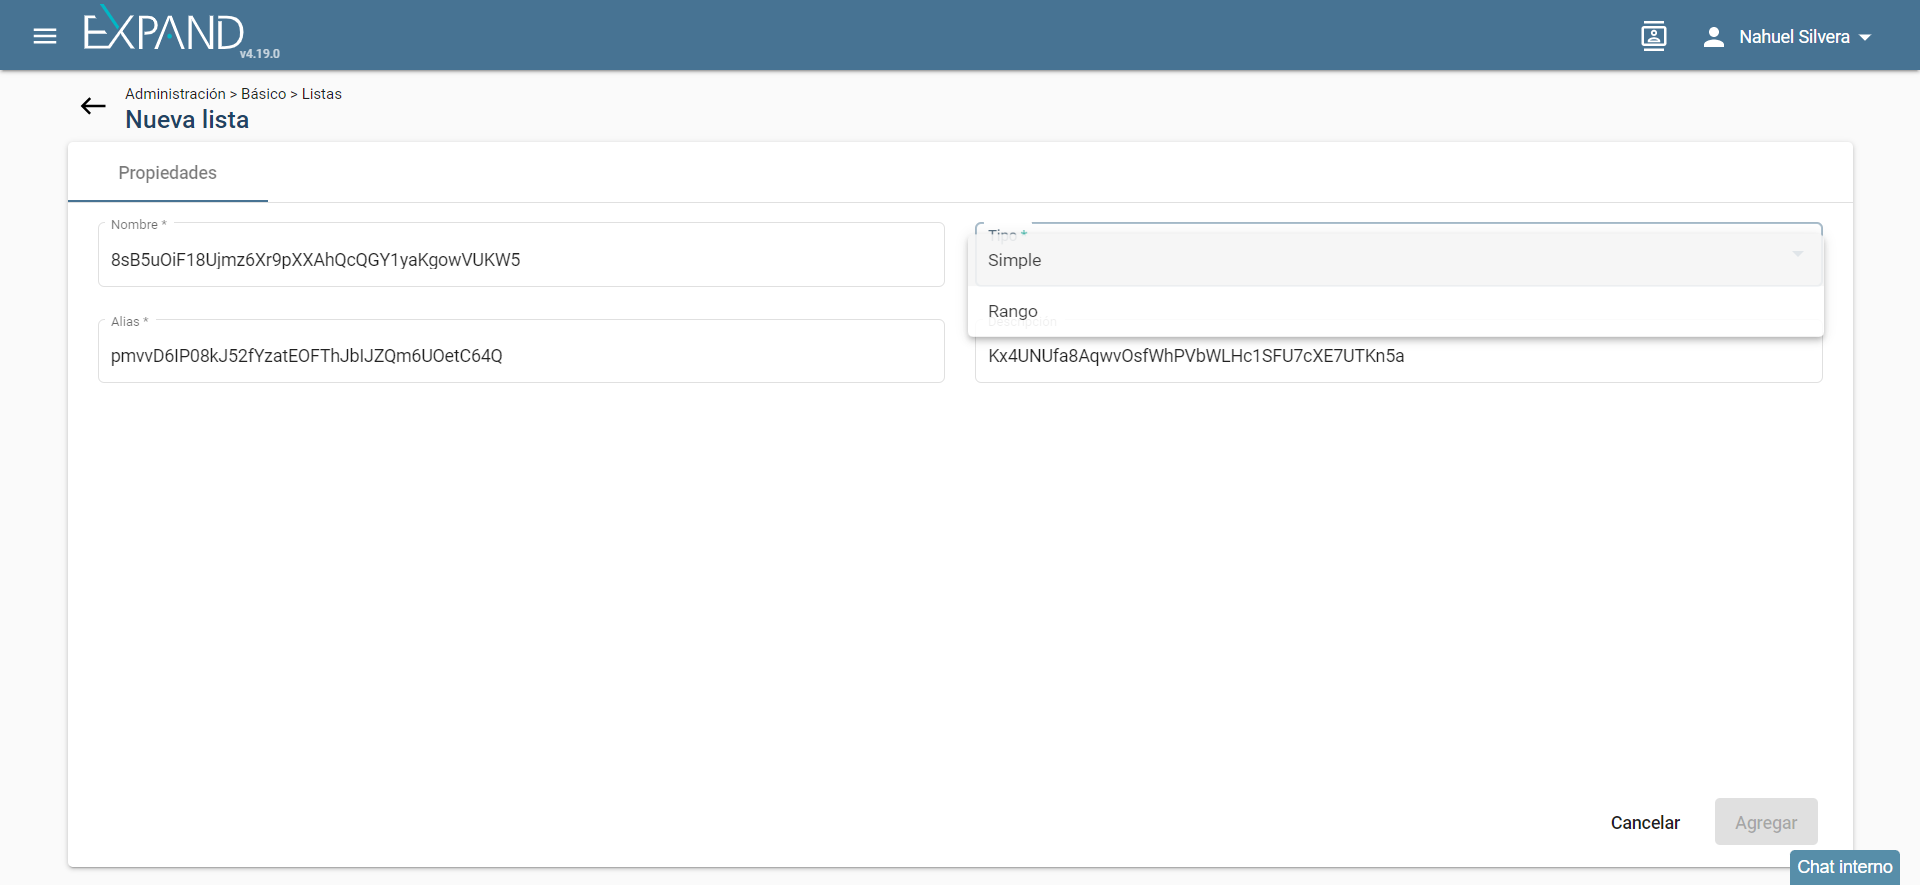 EXPAND
v4.19.0
Nahuel Silvera
Administración > Básico > Listas
Nueva lista
Propiedades
Nombre *
8sB5uOiF18Ujmz6Xr9pXXAhQcQGY1yaKgowVUKW5
Tipo *
Simple
Rango
Alias *
pmvvD6IP08kJ52fYzatEOFThJbIJZQm6UOetC64Q
Descripción
Kx4UNUfa8AqwvOsfWhPVbWLHc1SFU7cXE7UTKn5a
Cancelar
Agregar
Chat interno